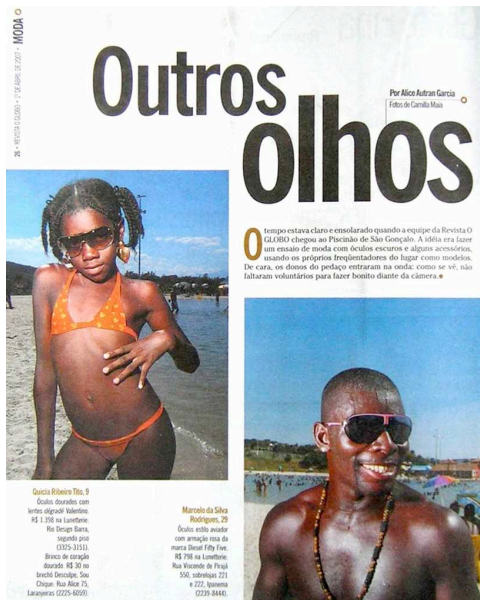 26 • REVISTA O GLOBO • 1º DE ABRIL DE 2007 • MODA
Outros
olhos
Por Alice Autran Garcia
Fotos de Camilla Maia
O tempo estava claro e ensolarado quando a equipe da Revista O
GLOBO chegou ao Piscinão de São Gonçalo. A idéia era fazer
um ensaio de moda com óculos escuros e alguns acessórios,
usando os próprios freqüentadores do lugar como modelos.
De cara, os donos do pedaço entraram na onda: como se vê, não
faltaram voluntários para fazer bonito diante da câmera.
Quicia Ribeiro Tito, 9
Óculos dourados com
lentes dégradé Valentino.
R$ 1.398 na Lunetterie:
Rio Design Barra,
segundo piso
(3325-3151).
Brinco de coração
dourado. R$ 30 no
brechó Desculpe, Sou
Chique: Rua Alice 75,
Laranjeiras (2225-6059).
Marcelo da Silva
Rodrigues, 29
Óculos estilo aviador
com armação rosa da
marca Diesel Fifty Five.
R$ 798 na Lunetterie:
Rua Visconde de Pirajá
550, sobrelojas 221
e 222, Ipanema
(2239-8444).